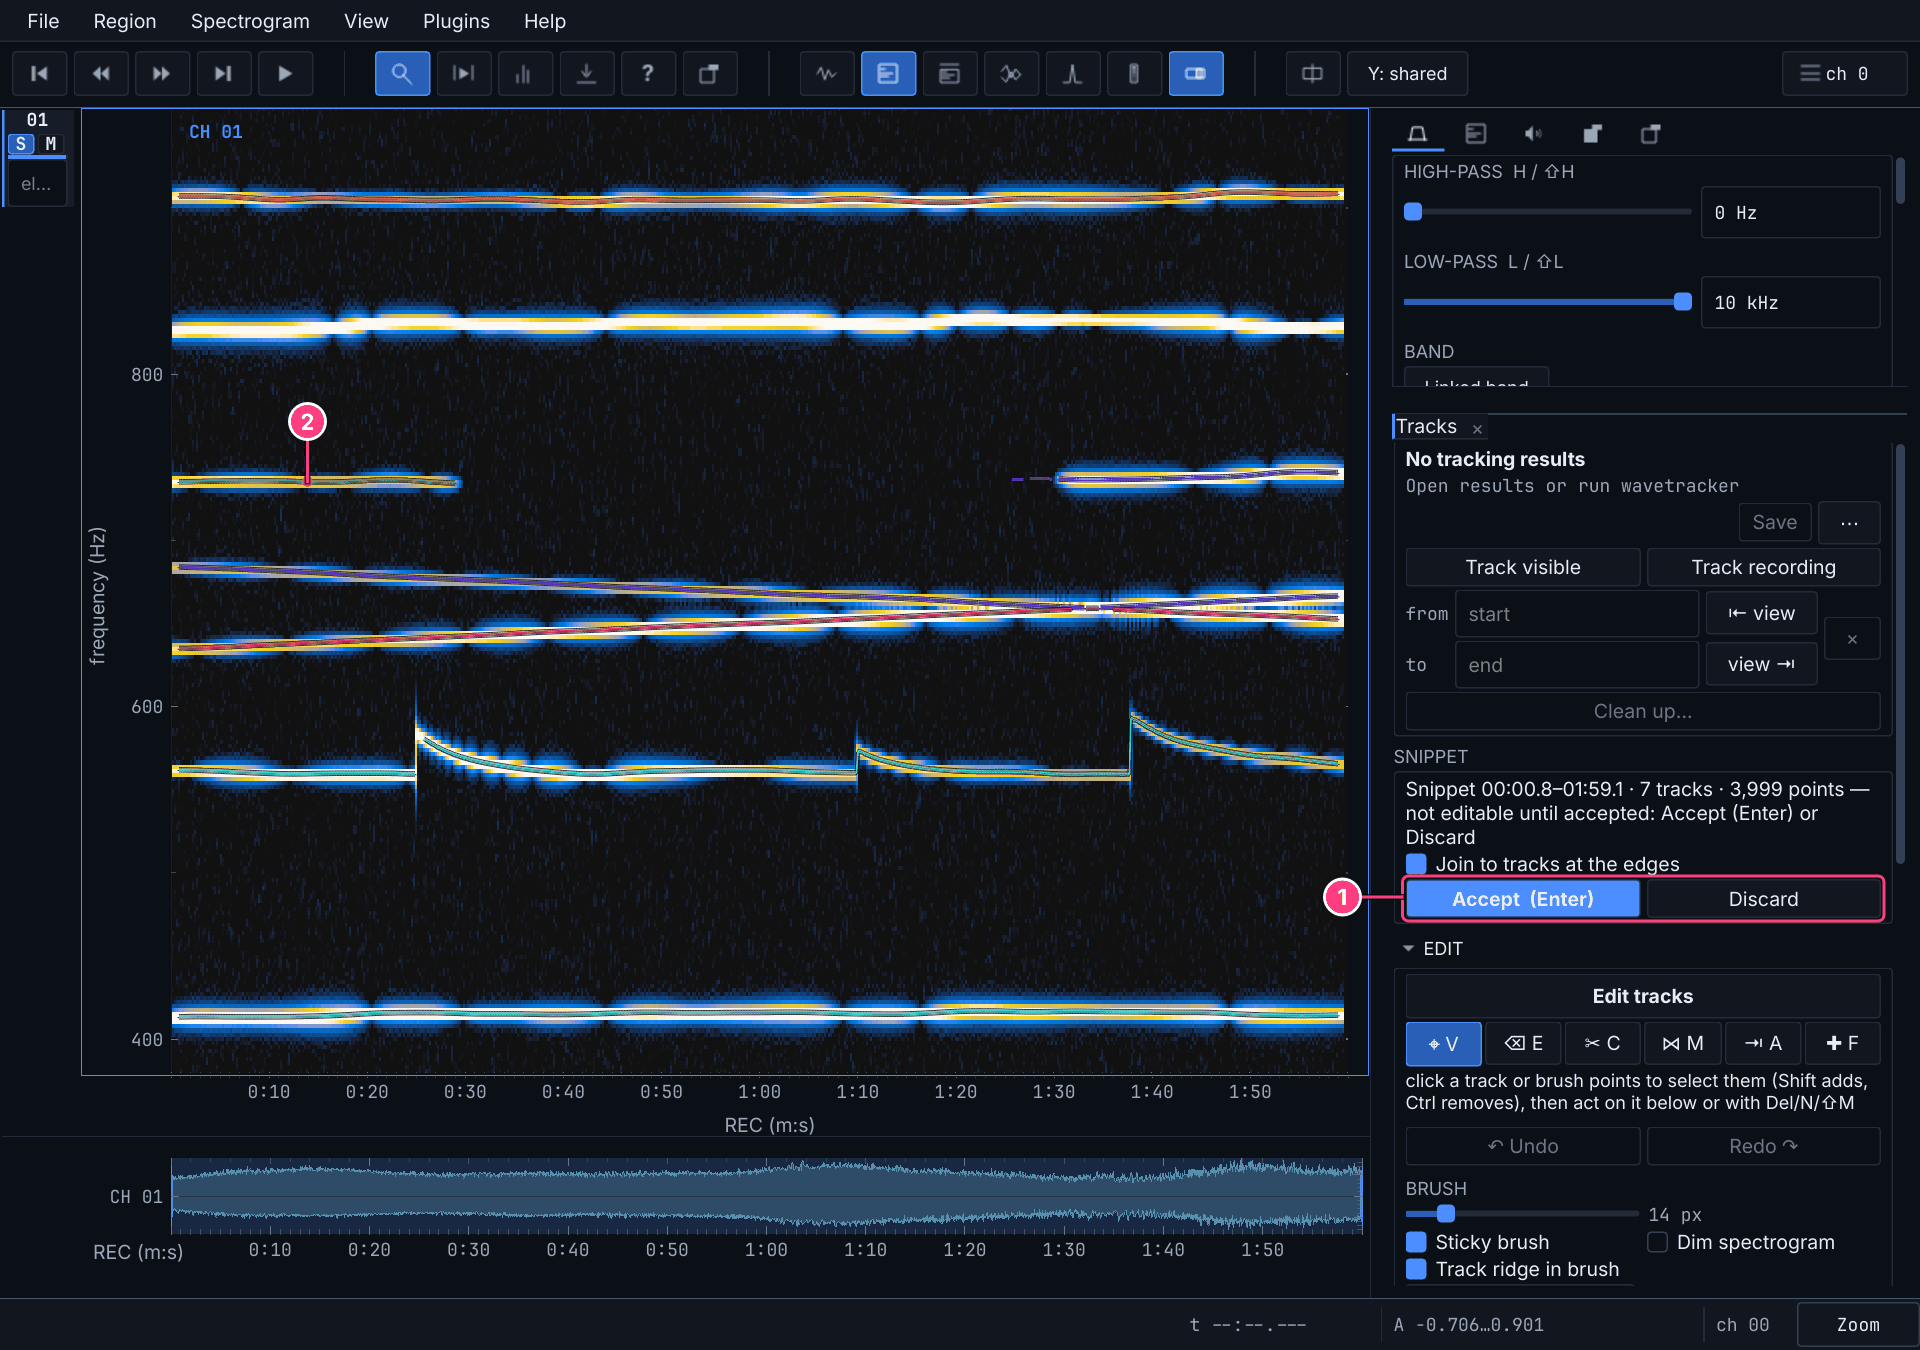 File Region Spectrogram View Plugins Help
? Y: shared ch 0
01
S M
el...
CH 01
800
600
400
frequency (Hz)
2
0:10 0:20 0:30 0:40 0:50 1:00 1:10 1:20 1:30 1:40 1:50
REC (m:s)
CH 01
REC (m:s) 0:10 0:20 0:30 0:40 0:50 1:00 1:10 1:20 1:30 1:40 1:50
HIGH-PASS H / ⇧H
0 Hz
LOW-PASS L / ⇧L
10 kHz
BAND
Linked band
Tracks ×
No tracking results
Open results or run wavetracker
Save ...
Track visible Track recording
from start ⇤ view
×
to end view ⇥
Clean up...
SNIPPET
Snippet 00:00.8–01:59.1 · 7 tracks · 3,999 points —
not editable until accepted: Accept (Enter) or
Discard
Join to tracks at the edges
1
Accept (Enter) Discard
EDIT
Edit tracks
⌖ V ⌫ E ✂ C ⋈ M ⇥ A ✚ F
click a track or brush points to select them (Shift adds,
Ctrl removes), then act on it below or with Del/N/⇧M
↶ Undo Redo ↷
BRUSH
14 px
Sticky brush Dim spectrogram
Track ridge in brush
t --:--.--- A -0.706…0.901 ch 00 Zoom